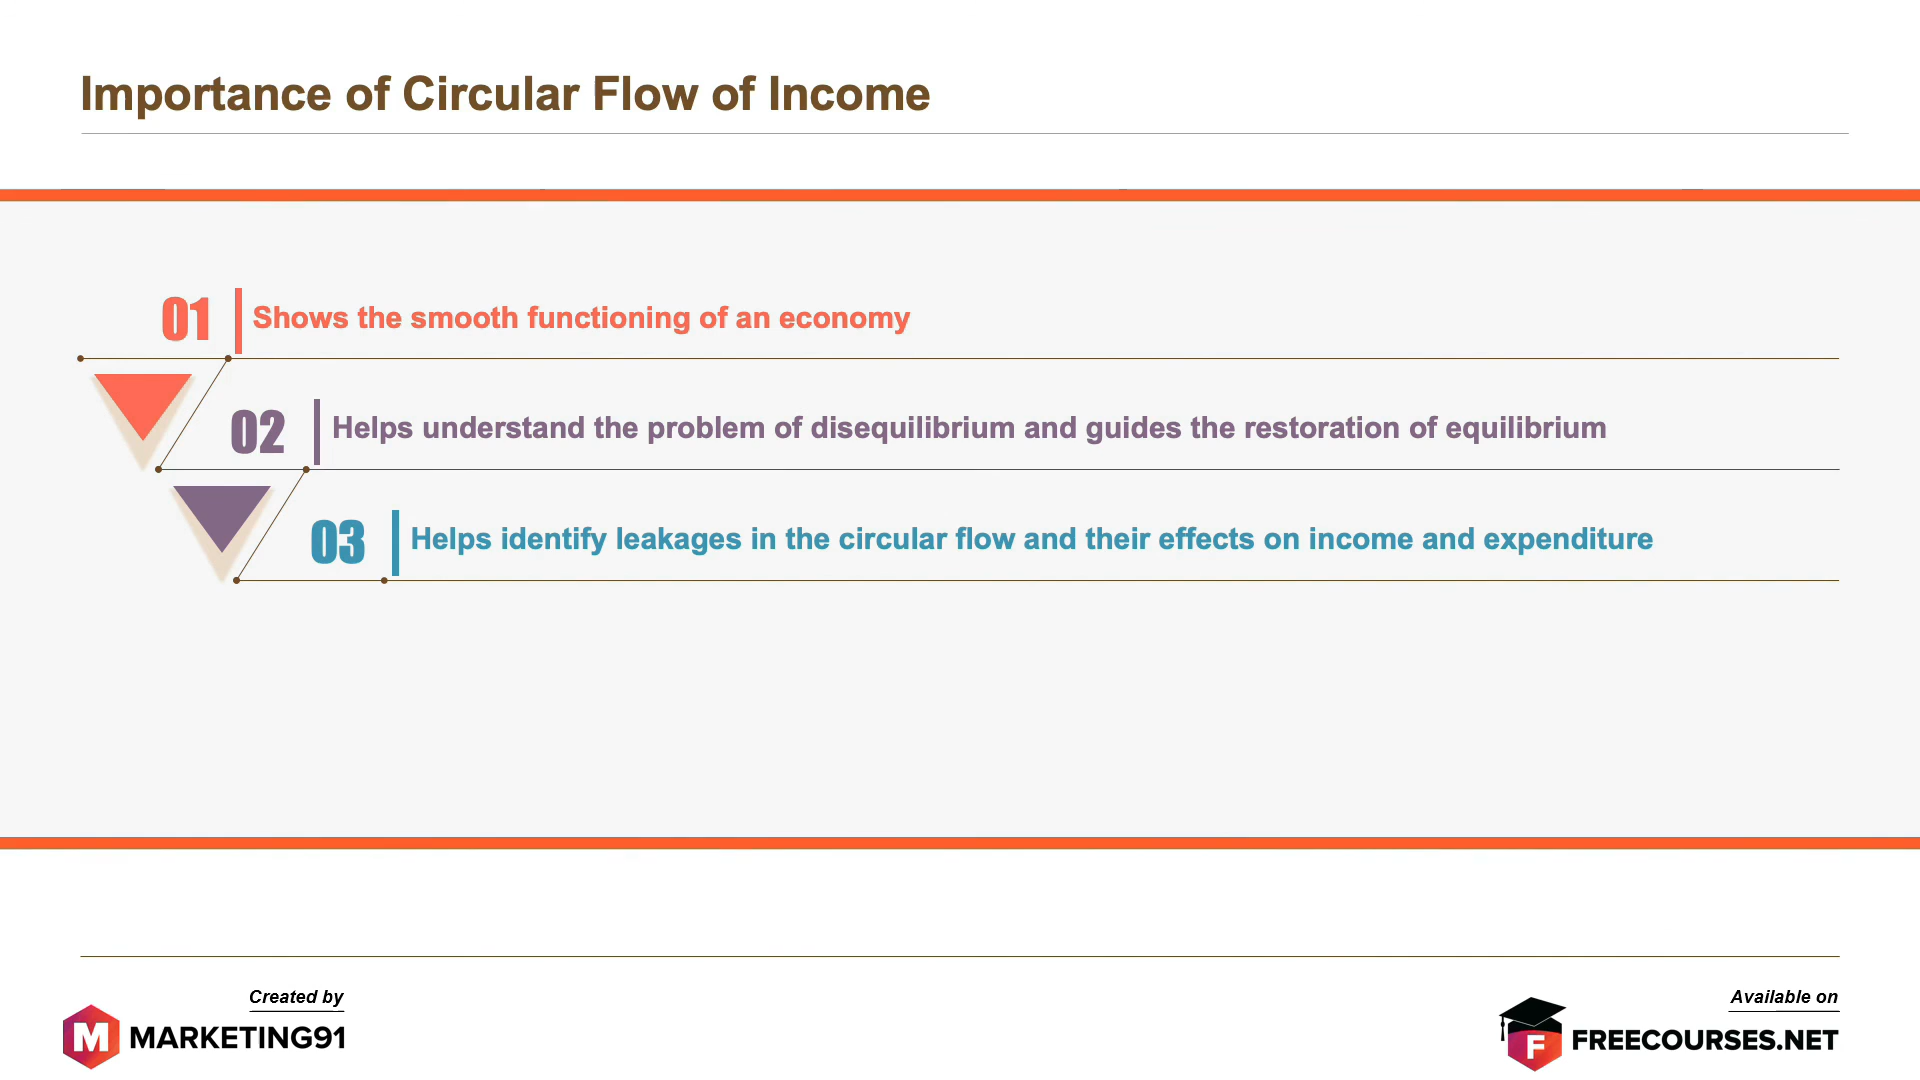 Importance of Circular Flow of Income
01 Shows the smooth functioning of an economy
02 Helps understand the problem of disequilibrium and guides the restoration of equilibrium
03 Helps identify leakages in the circular flow and their effects on income and expenditure
Created by
M MARKETING91
Available on
F FREECOURSES.NET